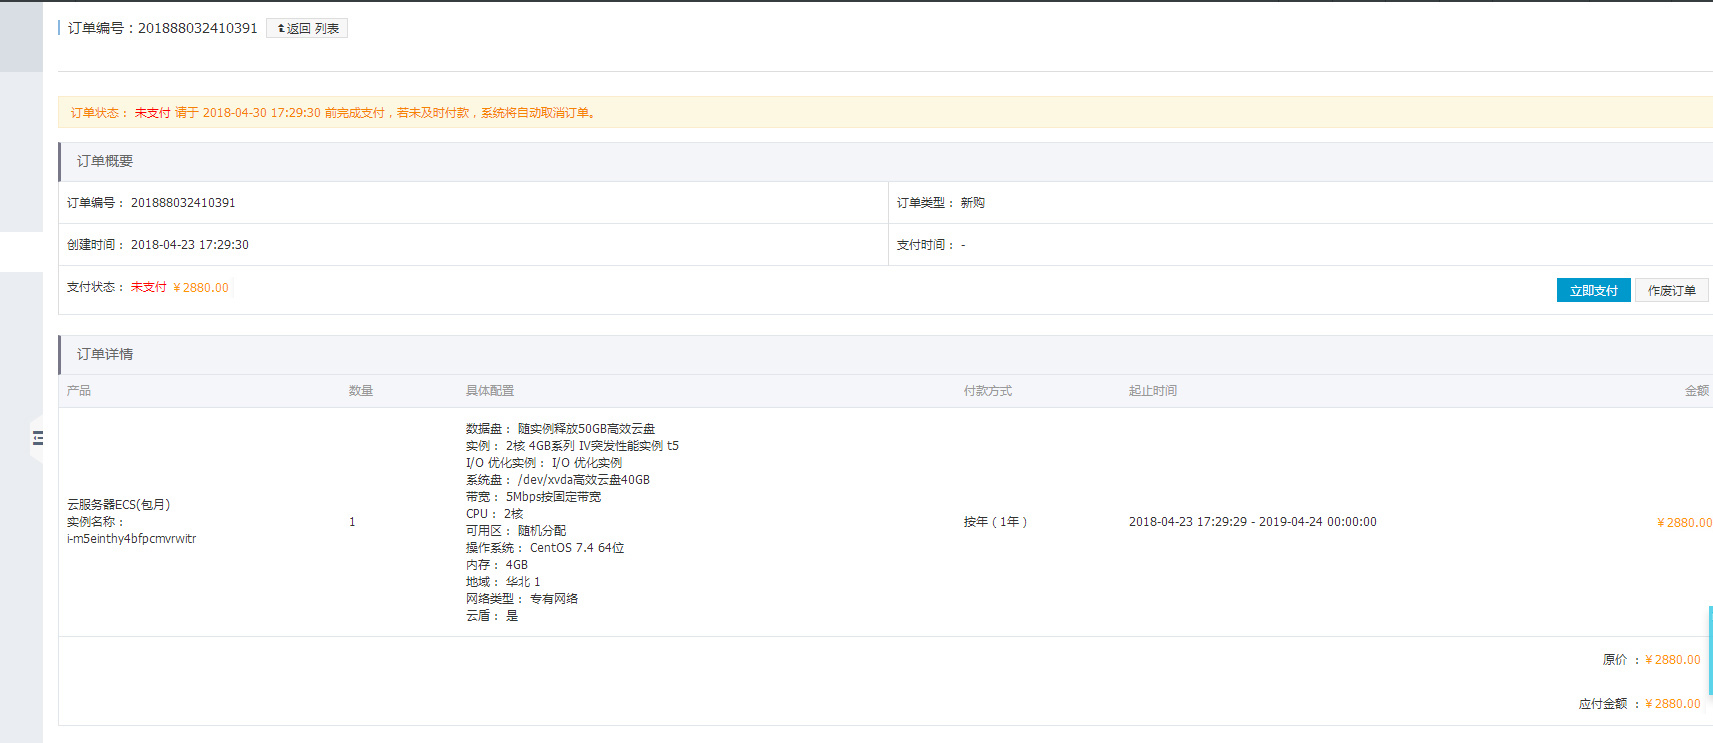 订单编号：201888032410391 返回 列表
订单状态： 未支付 请于 2018-04-30 17:29:30 前完成支付，若未及时付款，系统将自动取消订单。
订单概要
订单编号： 201888032410391 订单类型： 新购
创建时间： 2018-04-23 17:29:30 支付时间： -
支付状态： 未支付 ¥2880.00 立即支付 作废订单
订单详情
产品 数量 具体配置 付款方式 起止时间 金额
云服务器ECS(包月)
实例名称：
i-m5einthy4bfpcmvrwitr
1
数据盘： 随实例释放50GB高效云盘
实例： 2核 4GB系列 IV突发性能实例 t5
I/O 优化实例： I/O 优化实例
系统盘： /dev/xvda高效云盘40GB
带宽： 5Mbps按固定带宽
CPU： 2核
可用区： 随机分配
操作系统： CentOS 7.4 64位
内存： 4GB
地域： 华北 1
网络类型： 专有网络
云盾： 是
按年（1年）
2018-04-23 17:29:29 - 2019-04-24 00:00:00
¥2880.00
原价 ：¥2880.00
应付金额 ：¥2880.00